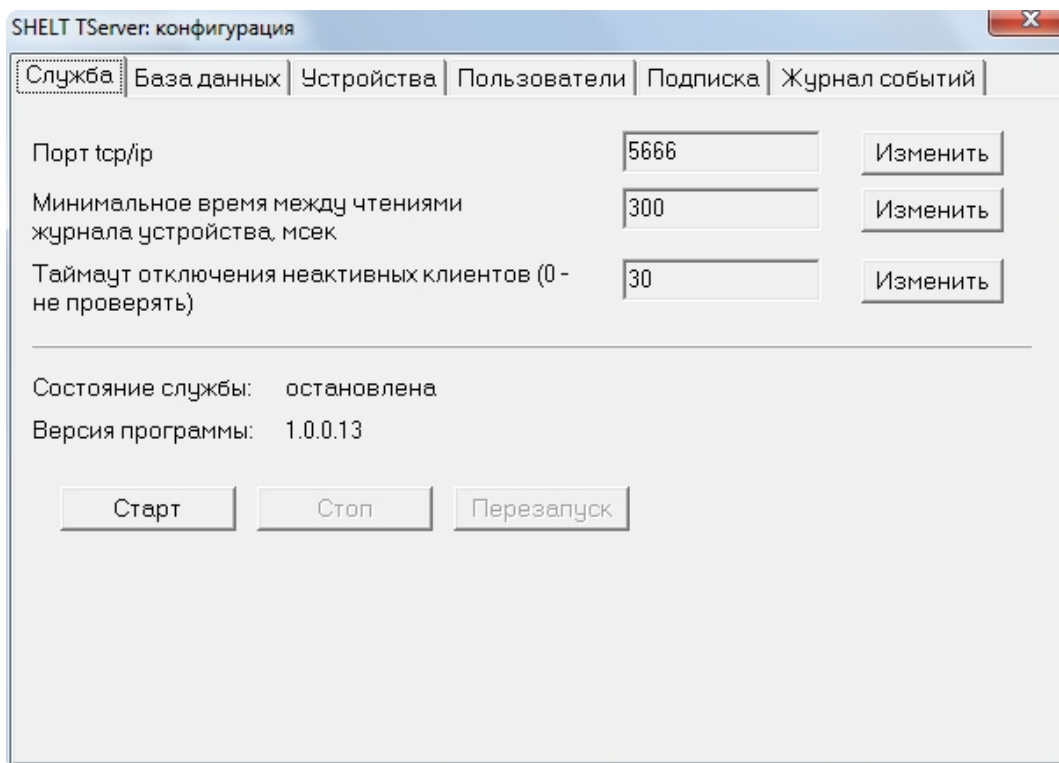 SHELT TServer: конфигурация
Служба База данных Устройства Пользователи Подписка Журнал событий
Порт tcp/ip 5666 Изменить
Минимальное время между чтениями
журнала устройства, мсек 300 Изменить
Таймаут отключения неактивных клиентов (0 -
не проверять) 30 Изменить
Состояние службы: остановлена
Версия программы: 1.0.0.13
Старт Стоп Перезапуск